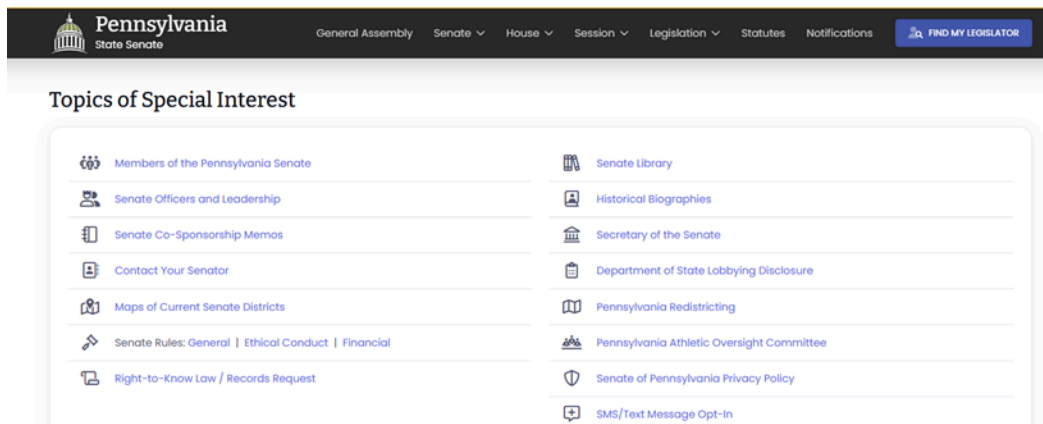 Pennsylvania
State Senate
General Assembly Senate House Session Legislation Statutes Notifications FIND MY LEGISLATOR
Topics of Special Interest
Members of the Pennsylvania Senate
Senate Officers and Leadership
Senate Co-Sponsorship Memos
Contact Your Senator
Maps of Current Senate Districts
Senate Rules: General | Ethical Conduct | Financial
Right-to-Know Law / Records Request
Senate Library
Historical Biographies
Secretary of the Senate
Department of State Lobbying Disclosure
Pennsylvania Redistricting
Pennsylvania Athletic Oversight Committee
Senate of Pennsylvania Privacy Policy
SMS/Text Message Opt-In